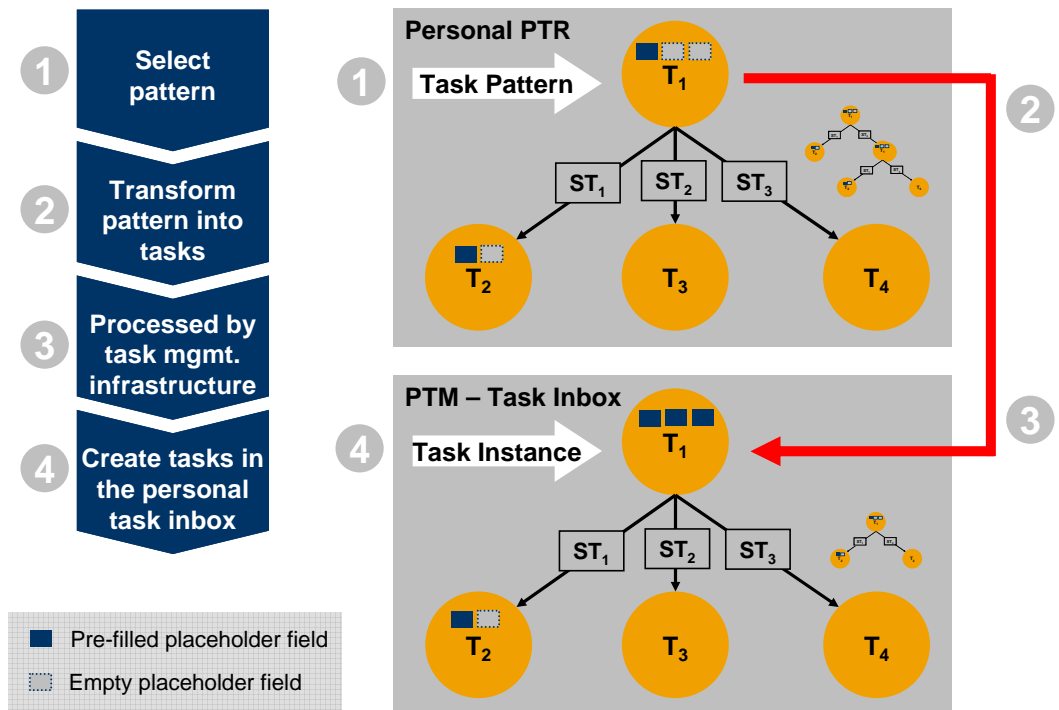 1
Select
pattern
2
Transform
pattern into
tasks
3
Processed by
task mgmt.
infrastructure
4
Create tasks in
the personal
task inbox
Pre-filled placeholder field
Empty placeholder field
Personal PTR
1
Task Pattern
T1
2
ST1
ST2
ST3
T2
T3
T4
PTM – Task Inbox
3
4
Task Instance
T1
ST1
ST2
ST3
T2
T3
T4